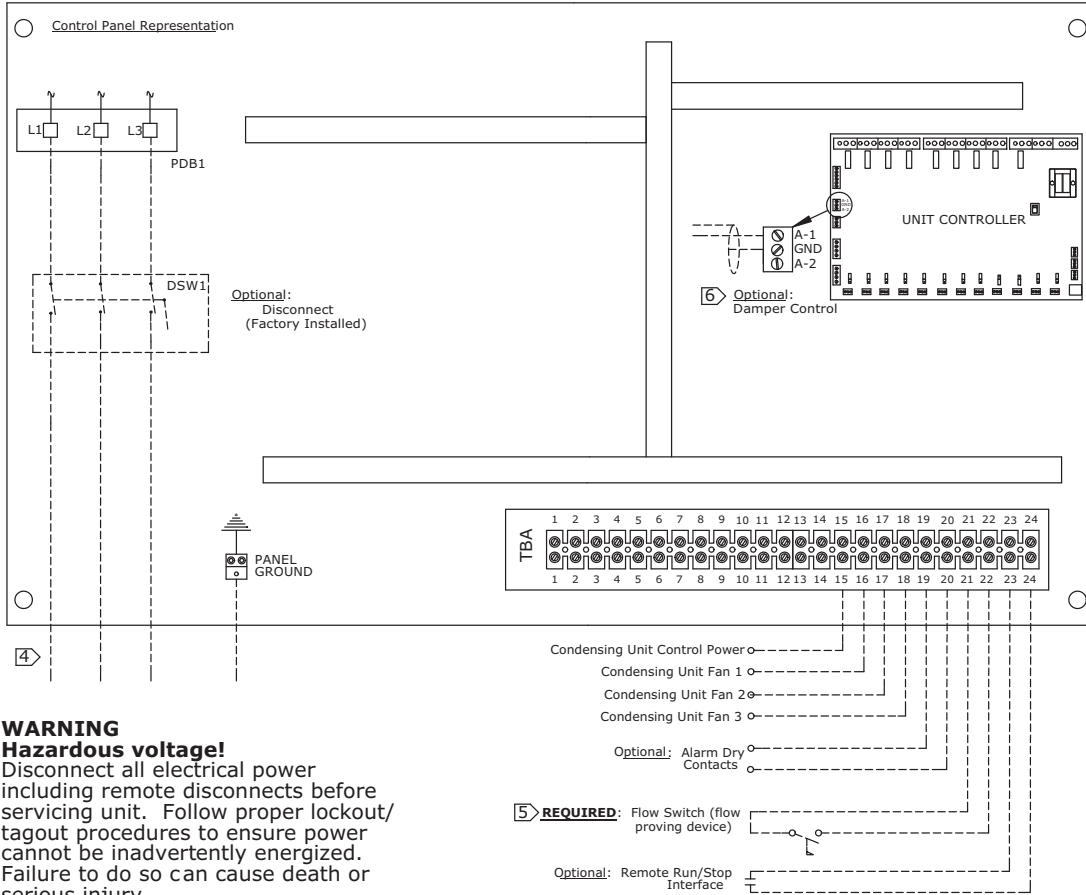 Control Panel Representation
L1
L2
L3
PDB1
UNIT CONTROLLER
A-1
GND
A-2
A-1
GND
A-2
6
Optional:
Damper Control
DSW1
Optional:
Disconnect
(Factory Installed)
TBA
1 2 3 4 5 6 7 8 9 10 11 12 13 14 15 16 17 18 19 20 21 22 23 24
1 2 3 4 5 6 7 8 9 10 11 12 13 14 15 16 17 18 19 20 21 22 23 24
PANEL
GROUND
4
Condensing Unit Control Power
Condensing Unit Fan 1
Condensing Unit Fan 2
Condensing Unit Fan 3
Optional: Alarm Dry
Contacts
5 REQUIRED: Flow Switch (flow
proving device)
Optional: Remote Run/Stop
Interface
WARNING
Hazardous voltage!
Disconnect all electrical power
including remote disconnects before
servicing unit. Follow proper lockout/
tagout procedures to ensure power
cannot be inadvertently energized.
Failure to do so can cause death or
serious injury.